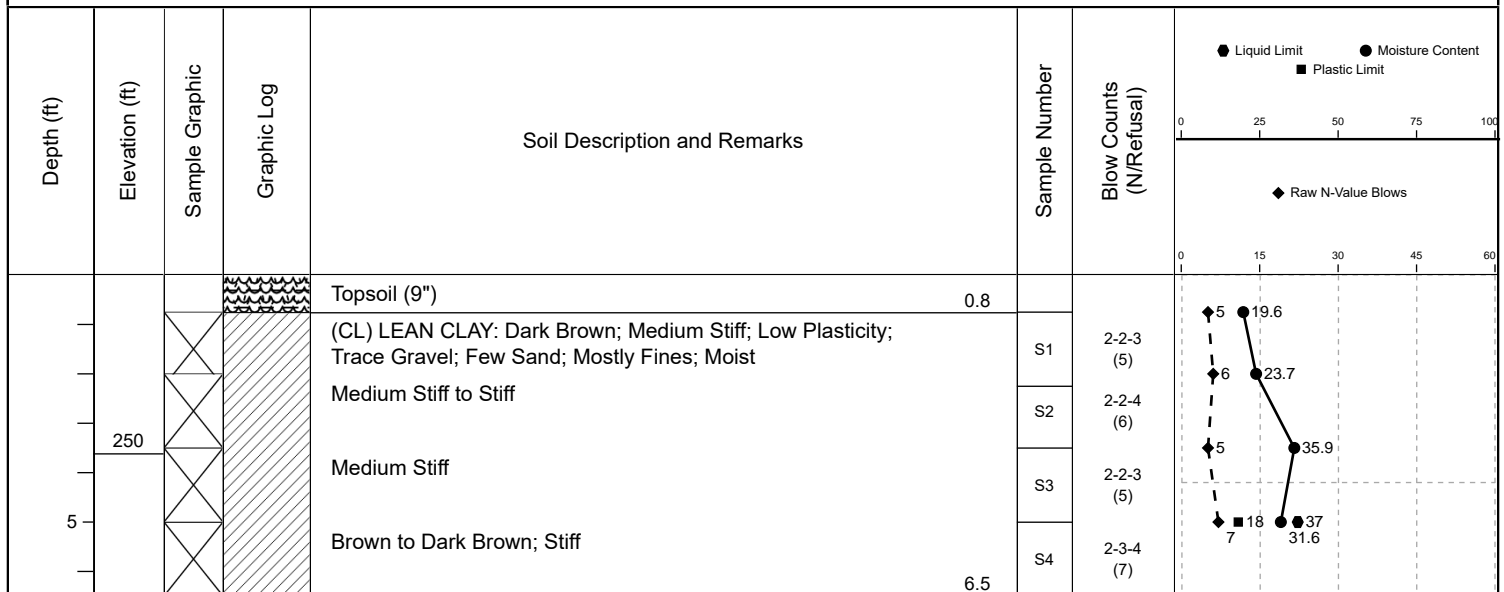 Depth (ft)
Elevation (ft)
Sample Graphic
Graphic Log
Soil Description and Remarks
Sample Number
Blow Counts
(N/Refusal)
Liquid Limit
Moisture Content
Plastic Limit
0 25 50 75 100
Raw N-Value Blows
0 15 30 45 60
Topsoil (9")
0.8
5 19.6
(CL) LEAN CLAY: Dark Brown; Medium Stiff; Low Plasticity;
Trace Gravel; Few Sand; Mostly Fines; Moist
S1
2-2-3
(5)
6 23.7
Medium Stiff to Stiff
S2
2-2-4
(6)
250
5 35.9
Medium Stiff
S3
2-2-3
(5)
5
18 37
7 31.6
Brown to Dark Brown; Stiff
S4
2-3-4
(7)
6.5